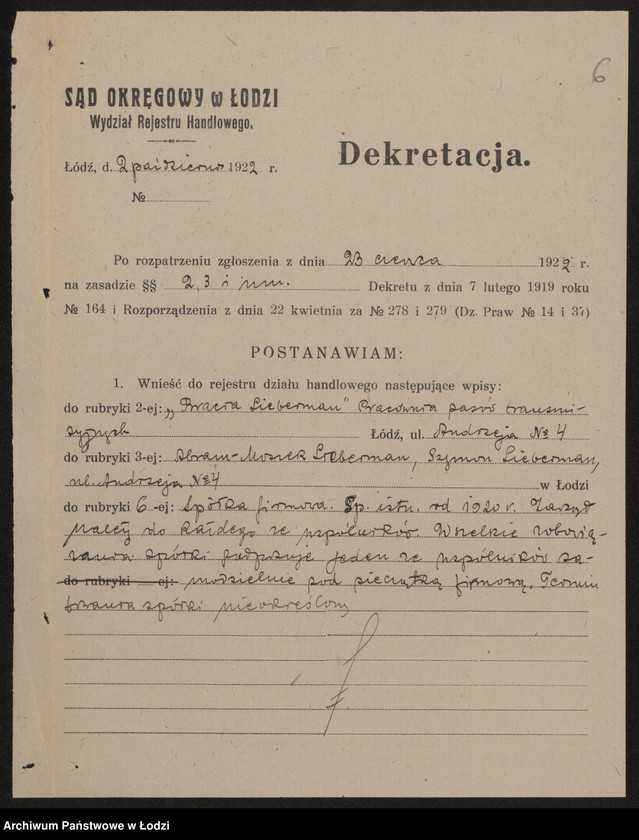 6
SĄD OKRĘGOWY w ŁODZI
Wydział Rejestru Handlowego.
Dekretacja.
Łódź, d. 2 października 1922 r.
№
Po rozpatrzeniu zgłoszenia z dnia 23 czerwca 1922 r.
na zasadzie §§ 2, 3 i nn. Dekretu z dnia 7 lutego 1919 roku
№ 164 i Rozporządzenia z dnia 22 kwietnia za № 278 i 279 (Dz. Praw № 14 i 37)
POSTANAWIAM:
1. Wnieść do rejestru działu handlowego następujące wpisy:
do rubryki 2-ej: „Bracia Lieberman" Pracownia pasów transmi-
syjnych Łódź, ul. Andrzeja № 4
do rubryki 3-ej: Abram-Moszek Lieberman, Szymon Lieberman,
ul. Andrzeja № 4 w Łodzi
do rubryki 6-ej: Spółka firmowa. Sp. istn. od 1920 r. Zarząd
należy do każdego ze wspólników. Wszelkie zobowią-
zania spółki podpisuje jeden ze wspólników sa-
do rubryki ej: modzielnie pod pieczątką firmową. Termin
trwania spółki nieokreślony
Archiwum Państwowe w Łodzi